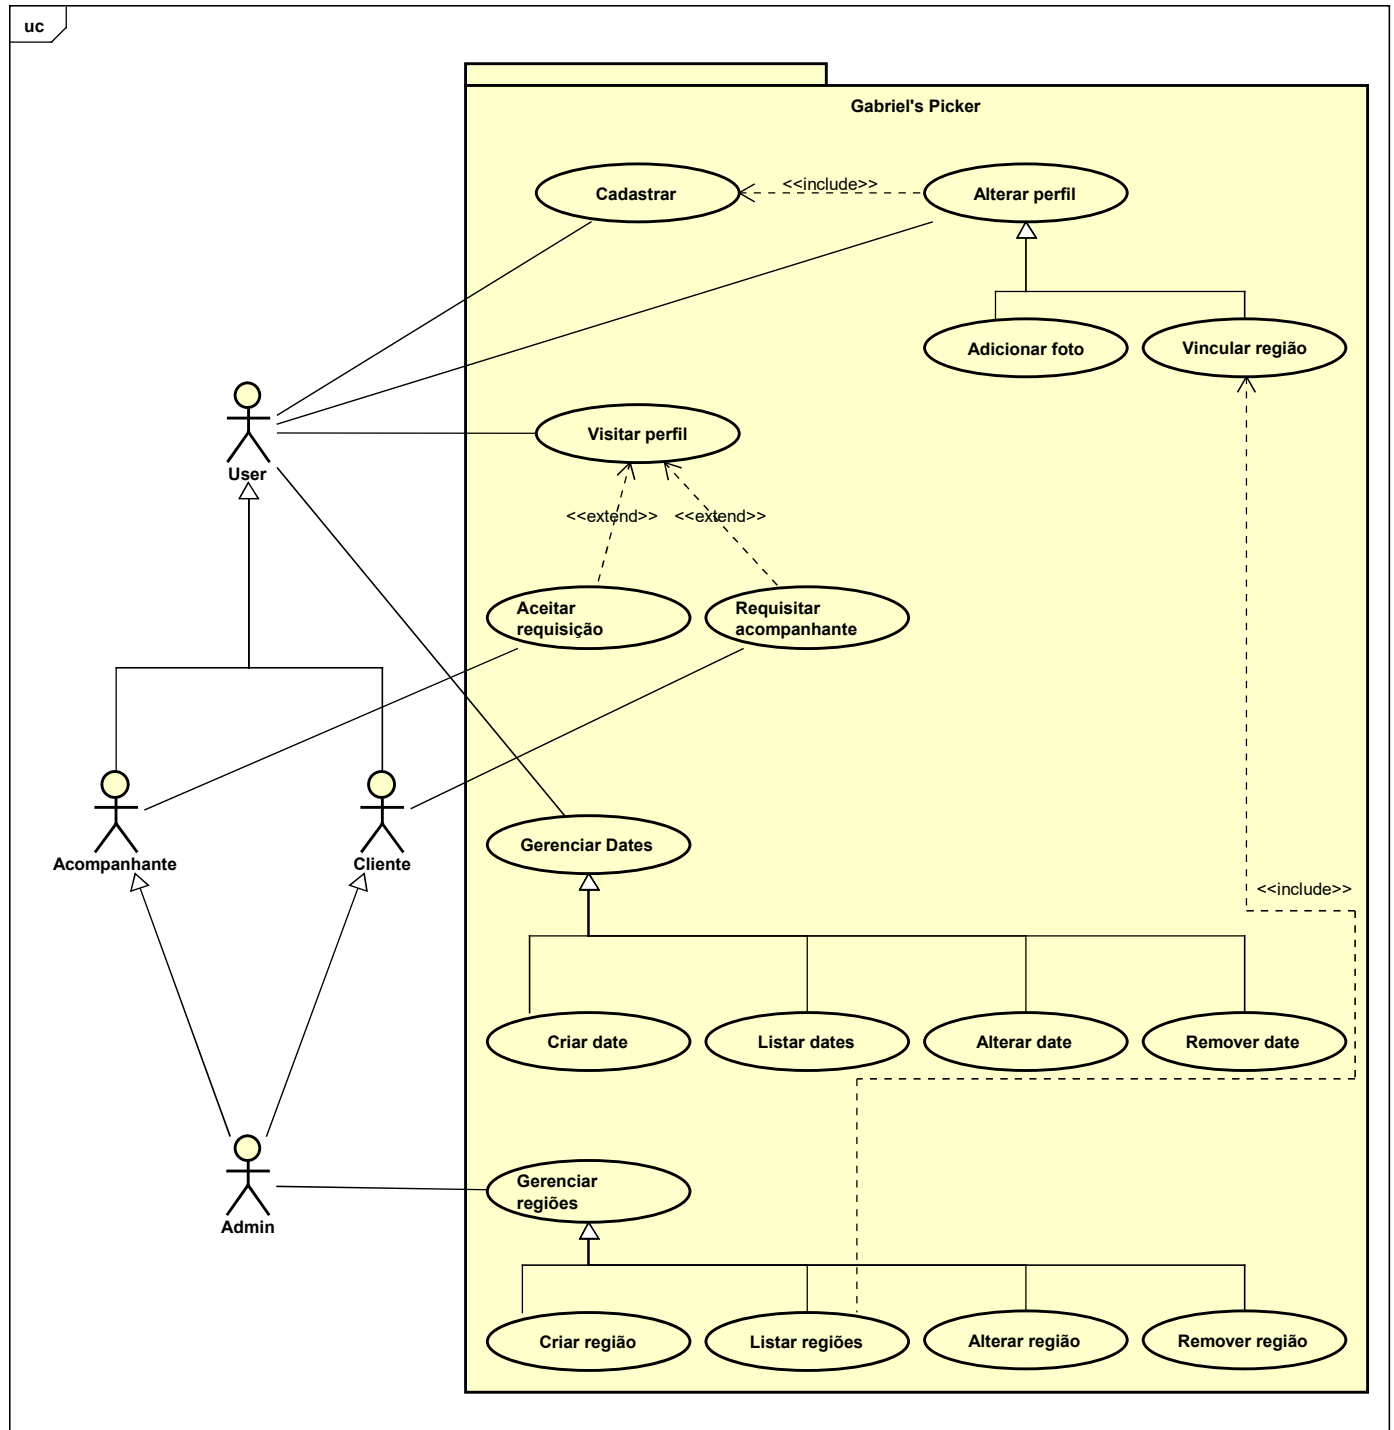 uc
Gabriel's Picker
Cadastrar
<<include>>
Alterar perfil
Adicionar foto
Vincular região
User
Visitar perfil
<<extend>>
<<extend>>
Aceitar
requisição
Requisitar
acompanhante
Acompanhante
Cliente
Gerenciar Dates
<<include>>
Criar date
Listar dates
Alterar date
Remover date
Admin
Gerenciar
regiões
Criar região
Listar regiões
Alterar região
Remover região